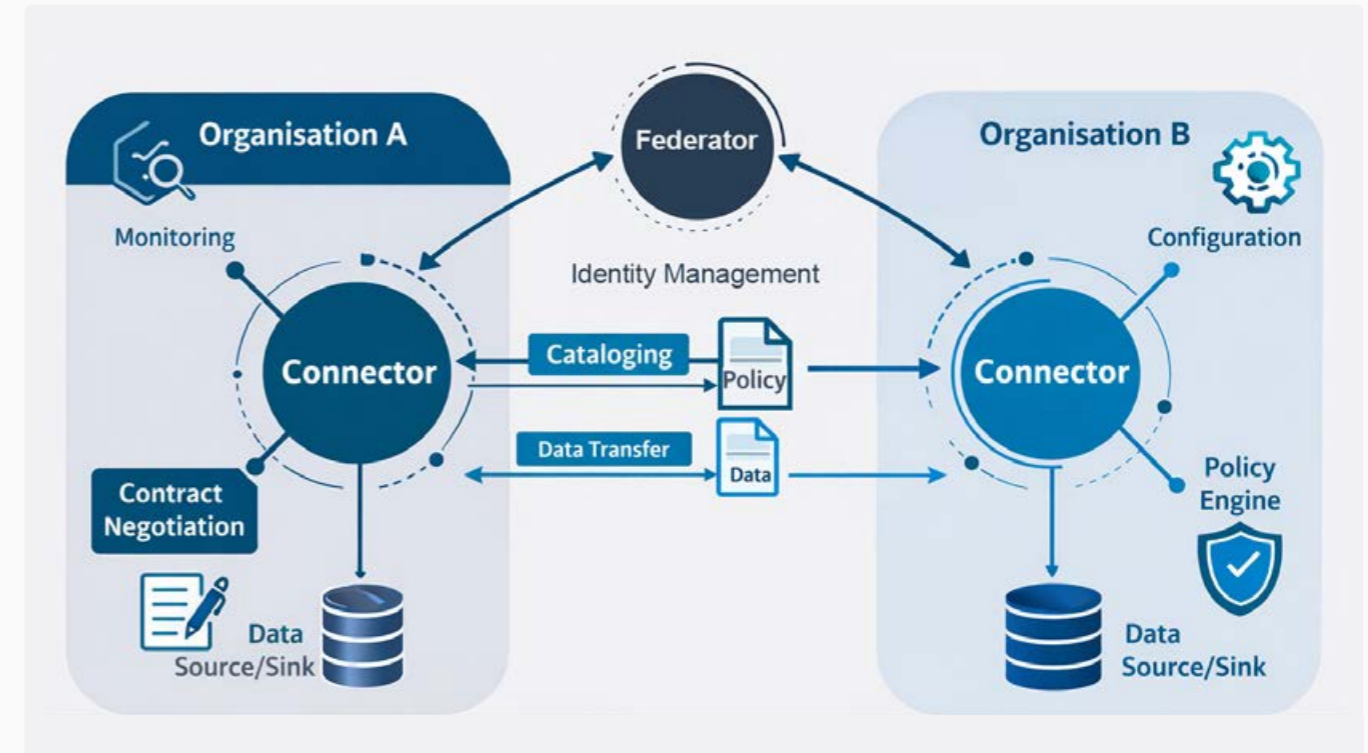 Organisation A
Federator
Organisation B
Monitoring
Configuration
Identity Management
Connector
Cataloging
Policy
Connector
Data Transfer
Data
Contract
Negotiation
Policy
Engine
Data
Source/Sink
Data
Source/Sink